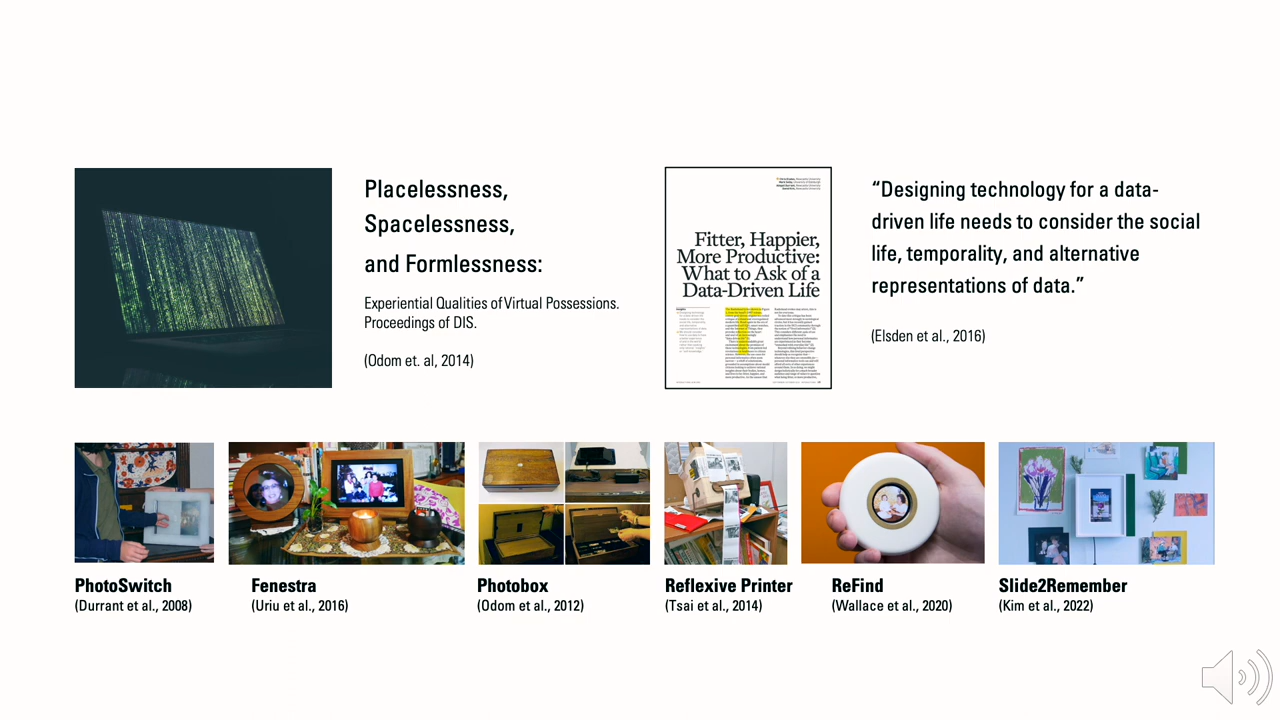 Placelessness,
Spacelessness,
and Formlessness:
Experiential Qualities of Virtual Possessions.
Proceedings of DIS.
(Odom et. al, 2014)
Fitter, Happier,
More Productive:
What to Ask of a
Data-Driven Life
“Designing technology for a data-
driven life needs to consider the social
life, temporality, and alternative
representations of data.”
(Elsden et al., 2016)
PhotoSwitch
(Durrant et al., 2008)
Fenestra
(Uriu et al., 2016)
Photobox
(Odom et al., 2012)
Reflexive Printer
(Tsai et al., 2014)
ReFind
(Wallace et al., 2020)
Slide2Remember
(Kim et al., 2022)